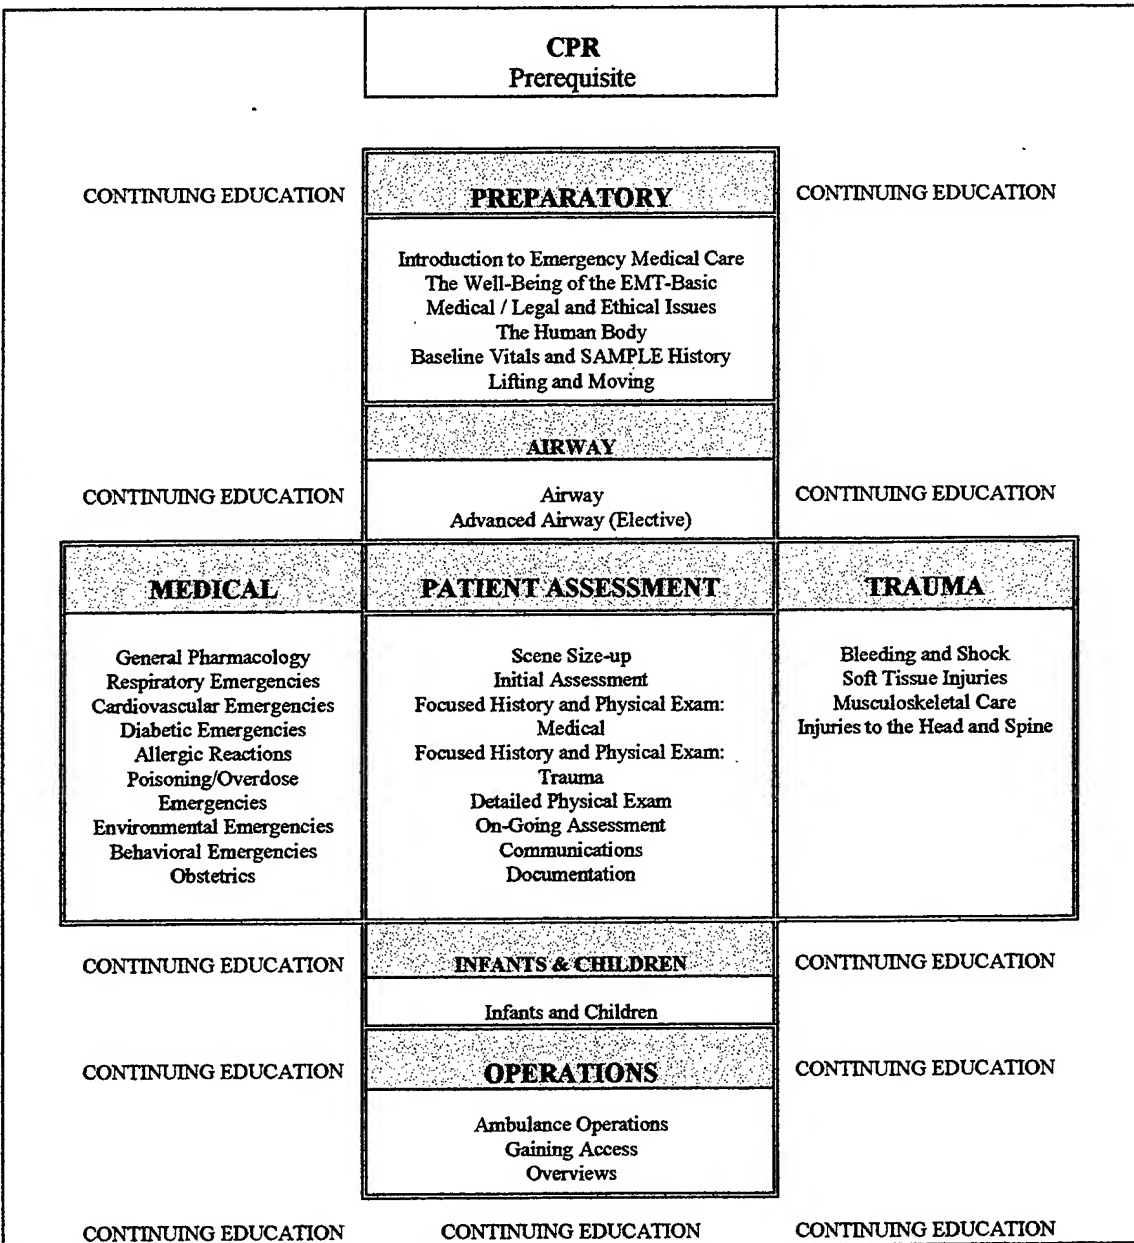 CPR
Prerequisite
CONTINUING EDUCATION
PREPARATORY
CONTINUING EDUCATION
Introduction to Emergency Medical Care
The Well-Being of the EMT-Basic
Medical / Legal and Ethical Issues
The Human Body
Baseline Vitals and SAMPLE History
Lifting and Moving
AIRWAY
CONTINUING EDUCATION
Airway
Advanced Airway (Elective)
CONTINUING EDUCATION
MEDICAL
General Pharmacology
Respiratory Emergencies
Cardiovascular Emergencies
Diabetic Emergencies
Allergic Reactions
Poisoning/Overdose
Emergencies
Environmental Emergencies
Behavioral Emergencies
Obstetrics
PATIENT ASSESSMENT
Scene Size-up
Initial Assessment
Focused History and Physical Exam:
Medical
Focused History and Physical Exam:
Trauma
Detailed Physical Exam
On-Going Assessment
Communications
Documentation
TRAUMA
Bleeding and Shock
Soft Tissue Injuries
Musculoskeletal Care
Injuries to the Head and Spine
CONTINUING EDUCATION
INFANTS & CHILDREN
CONTINUING EDUCATION
Infants and Children
CONTINUING EDUCATION
OPERATIONS
CONTINUING EDUCATION
Ambulance Operations
Gaining Access
Overviews
CONTINUING EDUCATION
CONTINUING EDUCATION
CONTINUING EDUCATION